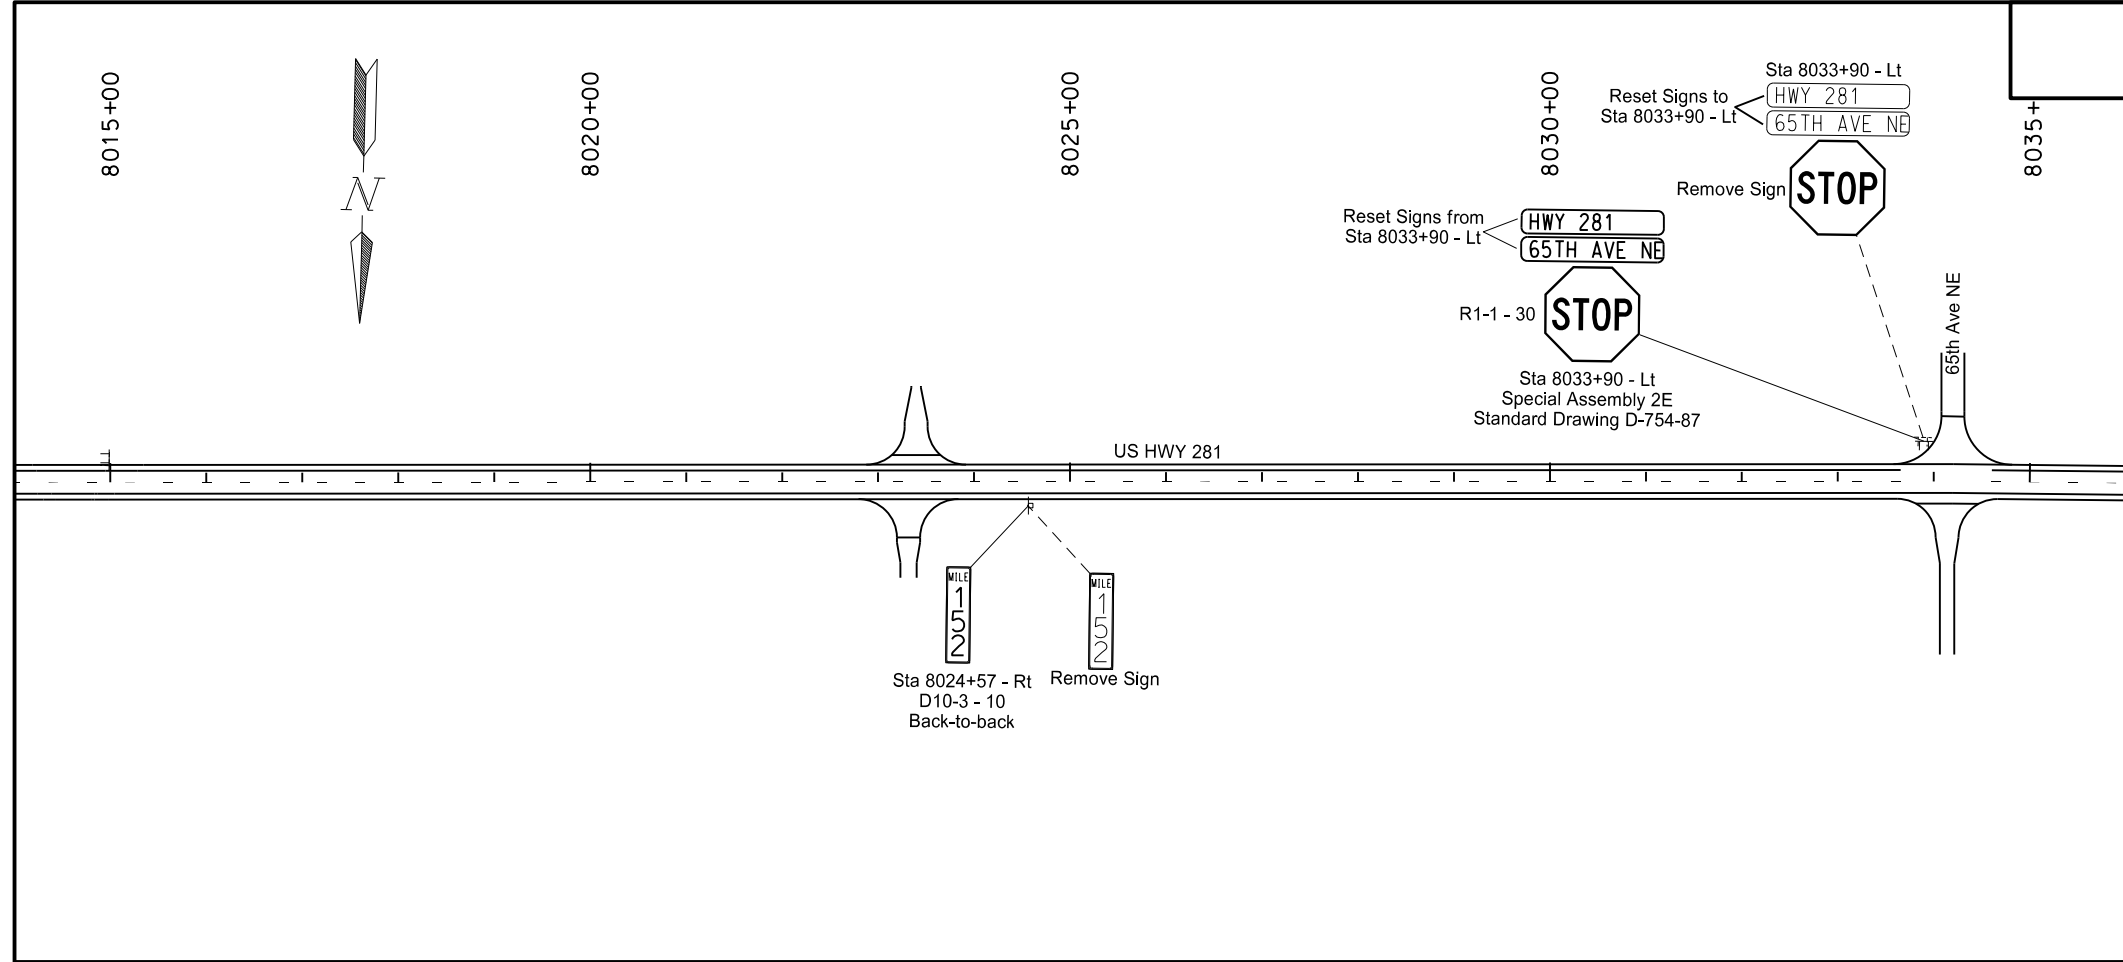 8015+00
8020+00
8025+00
8030+00
8035+
N
Sta 8033+90 - Lt
Reset Signs to
Sta 8033+90 - Lt
HWY 281
65TH AVE NE
Remove Sign
STOP
Reset Signs from
Sta 8033+90 - Lt
HWY 281
65TH AVE NE
R1-1 - 30
STOP
Sta 8033+90 - Lt
Special Assembly 2E
Standard Drawing D-754-87
65th Ave NE
US HWY 281
MILE
1
5
2
Sta 8024+57 - Rt
D10-3 - 10
Back-to-back
MILE
1
5
2
Remove Sign